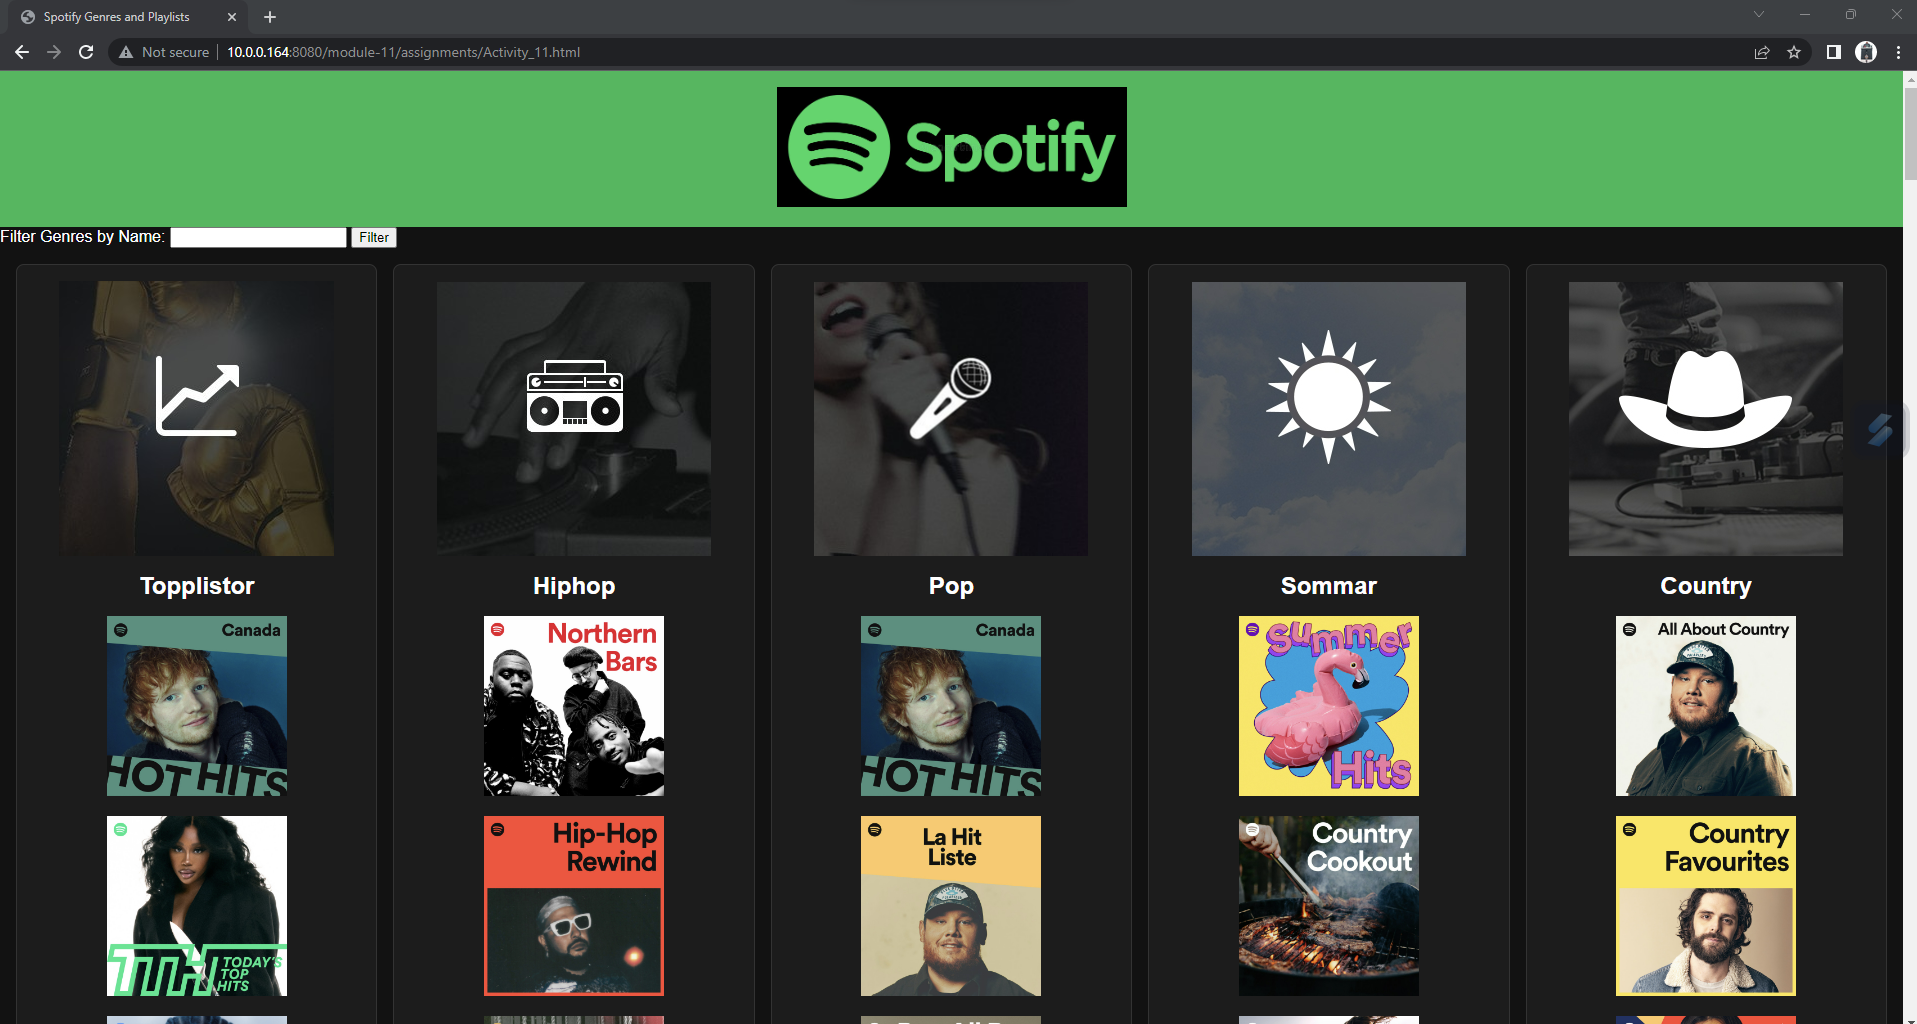 Spotify Genres and Playlists
Not secure
10.0.0.164:8080/module-11/assignments/Activity_11.html
Spotify
Filter Genres by Name:
Filter
Topplistor
Hiphop
Pop
Sommar
Country
Canada
HOT HITS
Northern
Bars
Canada
HOT HITS
Summer
Hits
All About Country
TTH
TODAY'S
TOP
HITS
Hip-Hop
Rewind
La Hit
Liste
Country
Cookout
Country
Favourites